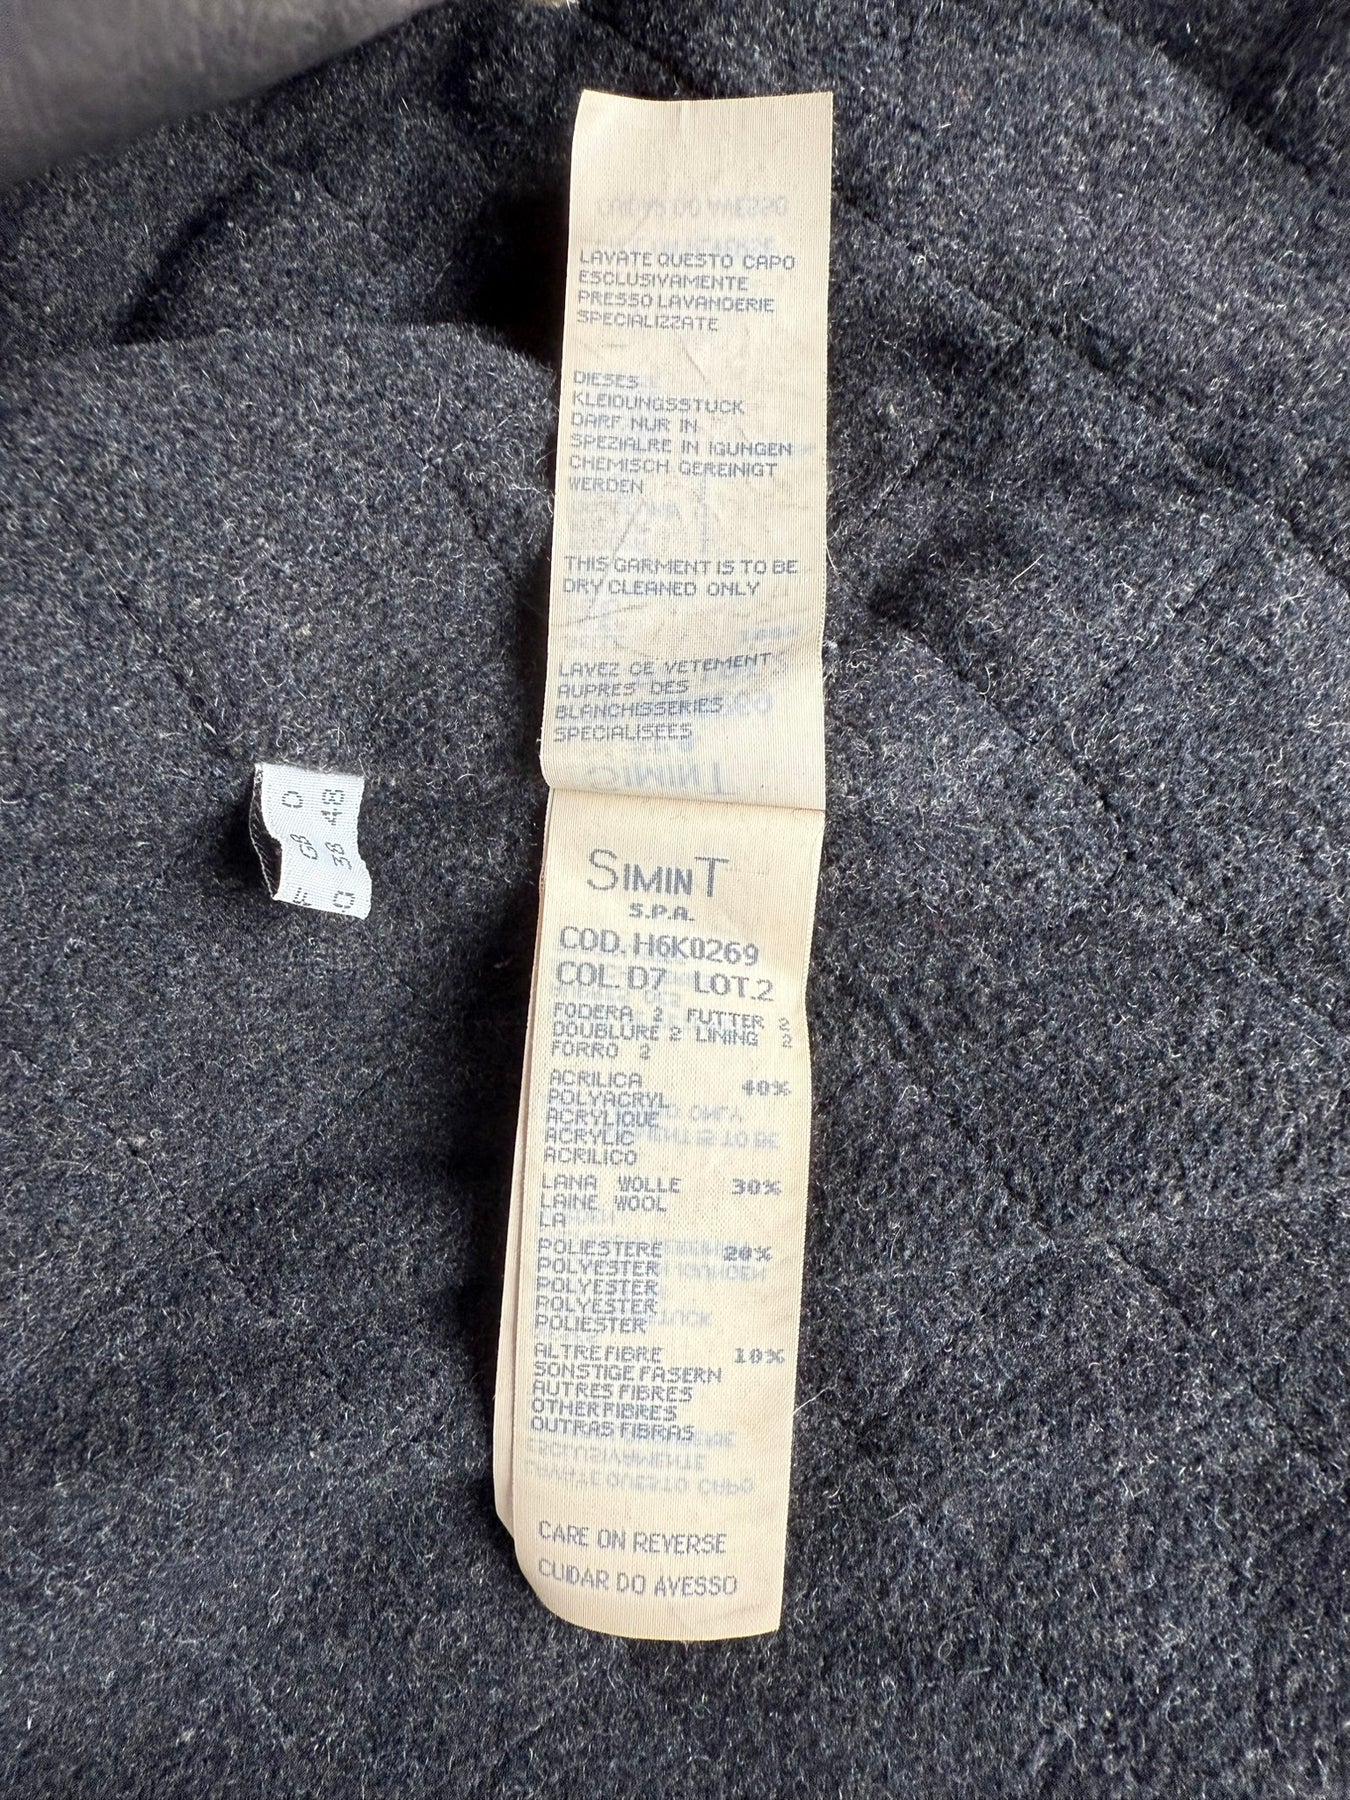 LAVATE QUESTO CAPO
ESCLUSIVAMENTE
PRESSO LAVANDERIE
SPECIALIZZATE
DIESES
KLEIDUNGSSTUCK
DARF NUR IN
SPEZIALRE IN IGUNGEN
CHEMISCH GEREINIGT
WERDEN
THIS GARMENT IS TO BE
DRY CLEANED ONLY
LAVEZ CE VETEMENT
AUPRES DES
BLANCHISSERIES
SPECIALISEES
SIMINT
S.P.A.
COD. H6K0269
COL. D7 LOT.2
FODERA 2 FUTTER 2
DOUBLURE 2 LINING 2
FORRO 2
ACRILICA 40%
POLYACRYL
ACRYLIQUE
ACRYLIC
ACRILICO
LANA WOLLE 30%
LAINE WOOL
LA
POLIESTERE 20%
POLYESTER
POLYESTER
POLYESTER
POLIESTER
ALTRE FIBRE 10%
SONSTIGE FASERN
AUTRES FIBRES
OTHER FIBRES
OUTRAS FIBRAS
CARE ON REVERSE
CUIDAR DO AVESSO
GB D
38 48